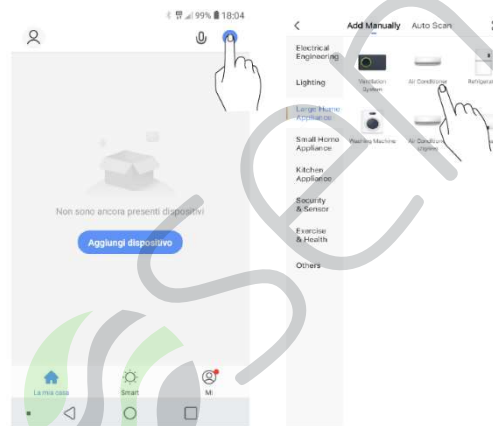 99% 18:04
Non sono ancora presenti dispositivi
Aggiungi dispositivo
La mia casa
Smart
Mi
Add Manually
Auto Scan
Electrical
Engineering
Lighting
Large Home
Appliance
Small Home
Appliance
Kitchen
Appliance
Security
& Sensor
Exercise
& Health
Others
Ventilation
System
Air Conditioner
Washing Machine